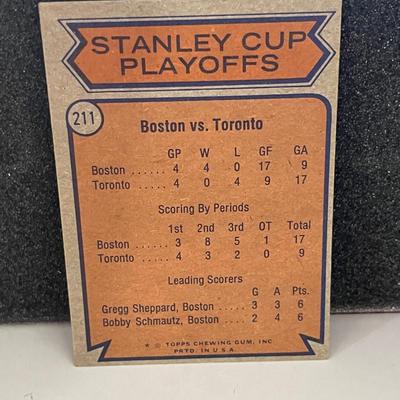 STANLEY CUP
PLAYOFFS
211
Boston vs. Toronto
GP W L GF GA
Boston ...... 4 4 0 17 9
Toronto ..... 4 0 4 9 17
Scoring By Periods
1st 2nd 3rd OT Total
Boston ..... 3 8 5 1 17
Toronto .... 4 3 2 0 9
Leading Scorers
G A Pts.
Gregg Sheppard, Boston . 3 3 6
Bobby Schmautz, Boston . 2 4 6
* © TOPPS CHEWING GUM, INC
PRTD. IN U.S.A.